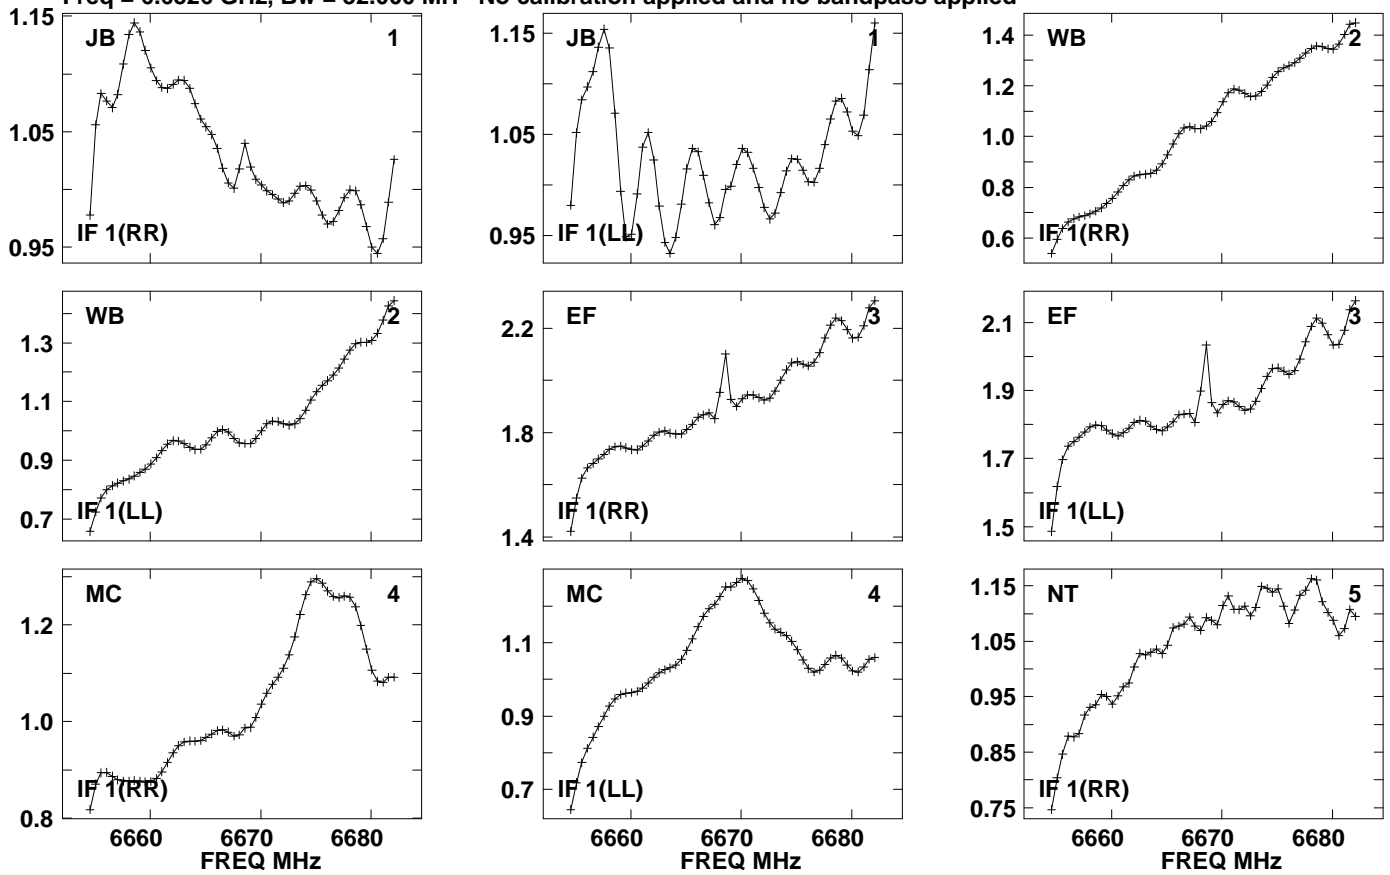 Freq = GHz, Bw = MH No calibration applied and no bandpass applied
1.15
1.05
0.95
JB 1
IF 1(RR)
1.15
1.05
0.95
JB 1
IF 1(LL)
1.4
1.2
1.0
0.8
0.6
WB 2
IF 1(RR)
1.3
1.1
0.9
0.7
WB 2
IF 1(LL)
2.2
1.8
1.4
EF 3
IF 1(RR)
2.1
1.9
1.7
1.5
EF 3
IF 1(LL)
1.2
1.0
0.8
MC 4
IF 1(RR)
6660 6670 6680
FREQ MHz
1.1
0.9
0.7
MC 4
IF 1(LL)
6660 6670 6680
FREQ MHz
1.15
1.05
0.95
0.85
0.75
NT 5
IF 1(RR)
6660 6670 6680
FREQ MHz